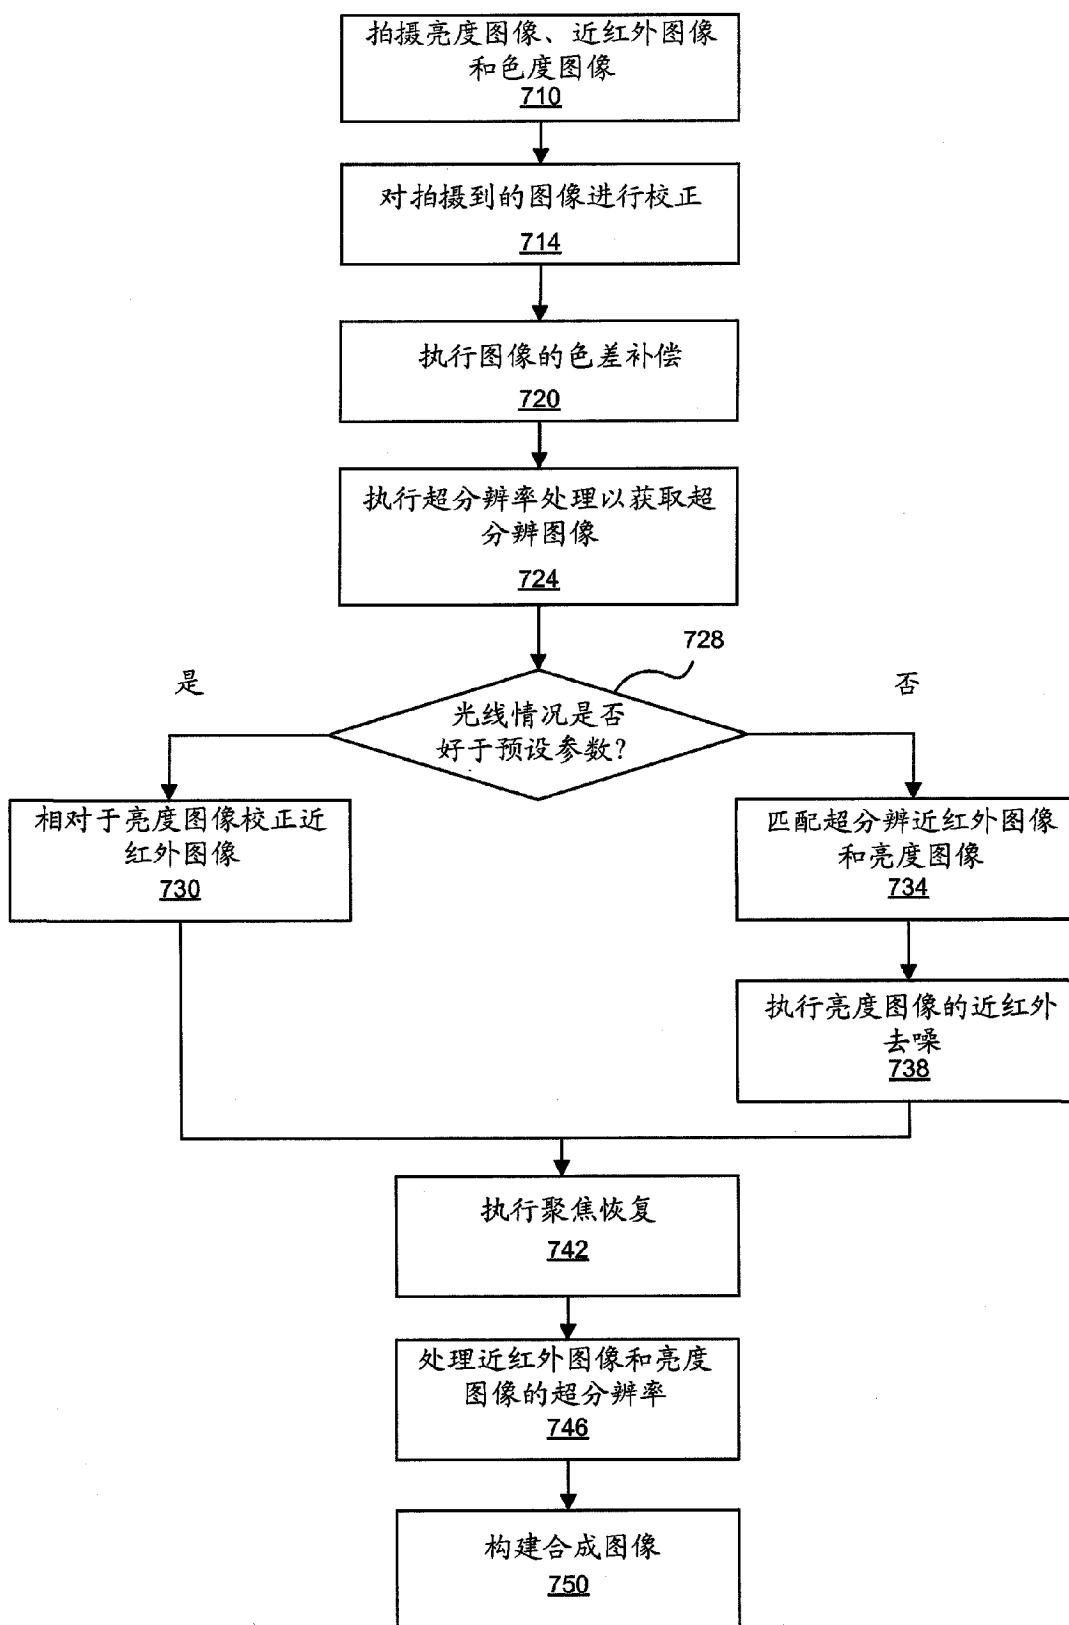 拍摄亮度图像、近红外图像
和色度图像
710
对拍摄到的图像进行校正
714
执行图像的色差补偿
720
执行超分辨率处理以获取超
分辨图像
724
728
是
否
光线情况是否
好于预设参数?
相对于亮度图像校正近
红外图像
730
匹配超分辨近红外图像
和亮度图像
734
执行亮度图像的近红外
去噪
738
执行聚焦恢复
742
处理近红外图像和亮度
图像的超分辨率
746
构建合成图像
750